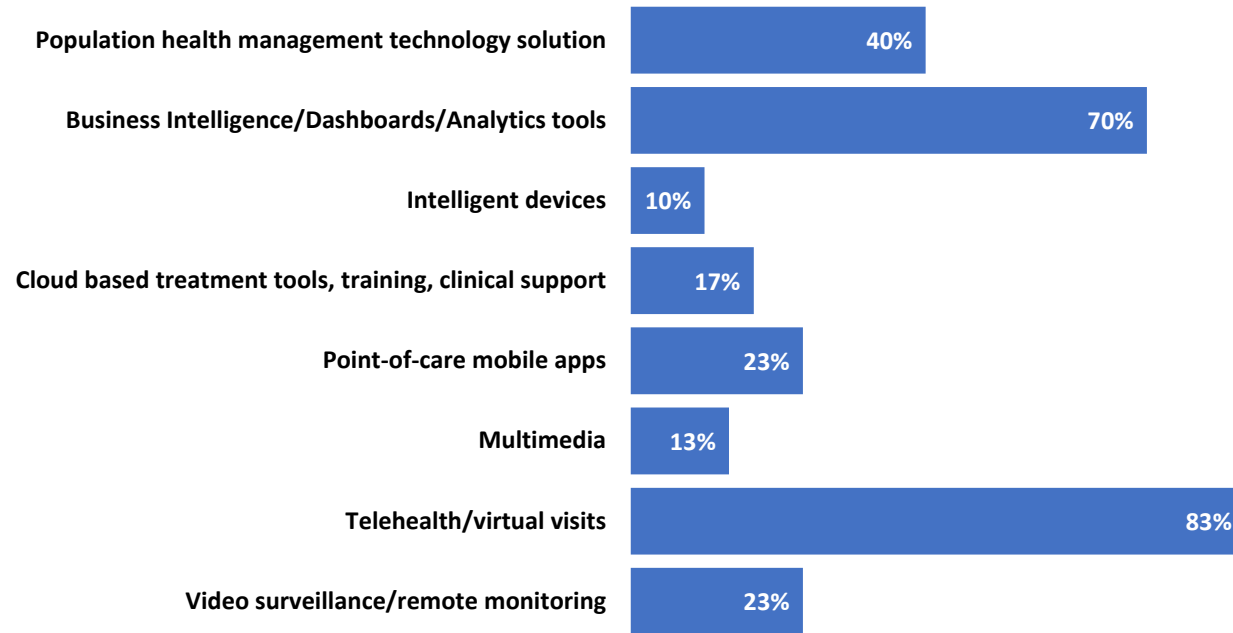 Population health management technology solution 40%
Business Intelligence/Dashboards/Analytics tools 70%
Intelligent devices 10%
Cloud based treatment tools, training, clinical support 17%
Point-of-care mobile apps 23%
Multimedia 13%
Telehealth/virtual visits 83%
Video surveillance/remote monitoring 23%